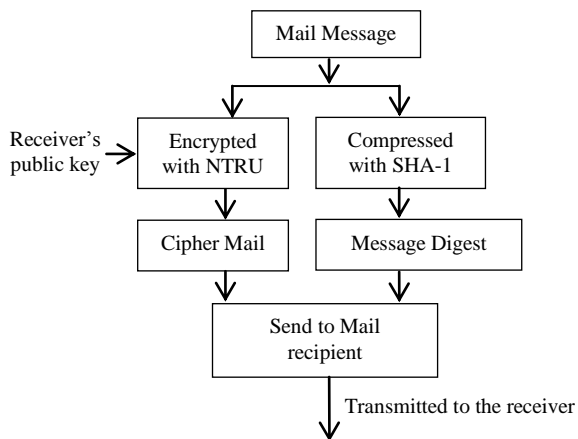 Mail Message
Receiver's
public key
Encrypted
with NTRU
Compressed
with SHA-1
Cipher Mail
Message Digest
Send to Mail
recipient
Transmitted to the receiver